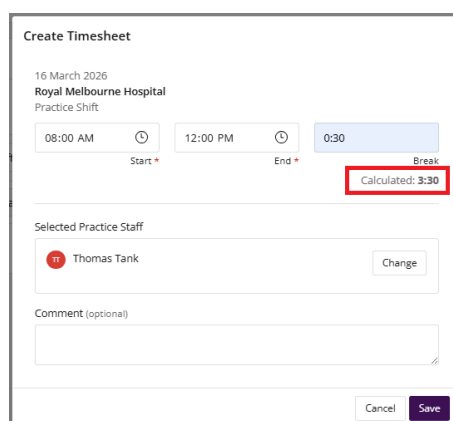 Create Timesheet
16 March 2026
Royal Melbourne Hospital
Practice Shift
08:00 AM 12:00 PM 0:30
Start * End * Break
Calculated: 3:30
Selected Practice Staff
TT Thomas Tank Change
Comment (optional)
Cancel Save